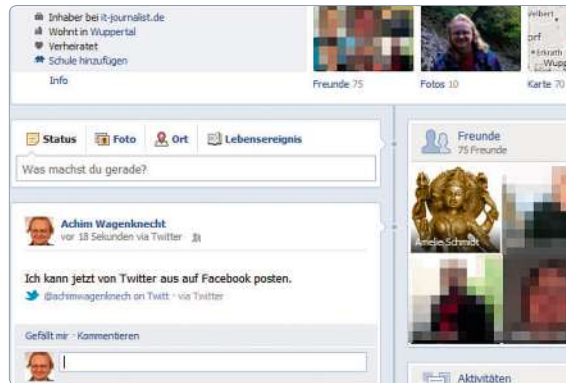 Inhaber bei it-journalist.de
Wohnt in Wuppertal
Verheiratet
Schule hinzufügen
Info
Freunde 75
Fotos 10
Karte 70
Status
Foto
Ort
Lebensereignis
Was machst du gerade?
Achim Wagenknecht
vor 18 Sekunden via Twitter
Ich kann jetzt von Twitter aus auf Facebook posten.
@achimwagenknech on Twitt · via Twitter
Gefällt mir · Kommentieren
Freunde
75 Freunde
Amelie Schmidt
Aktivitäten